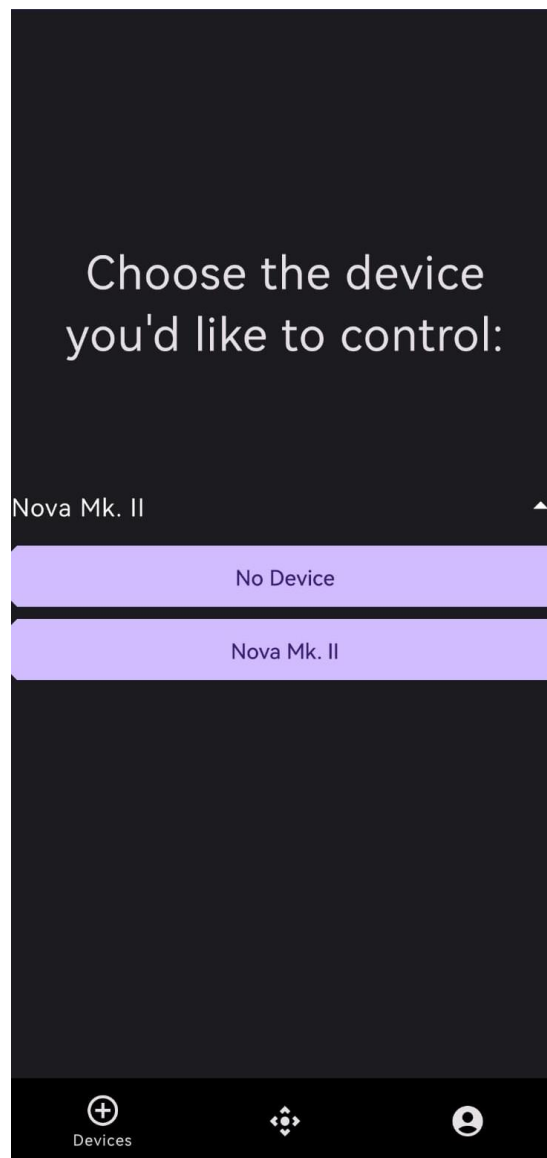 Choose the device
you'd like to control:
Nova Mk. II
No Device
Nova Mk. II
Devices